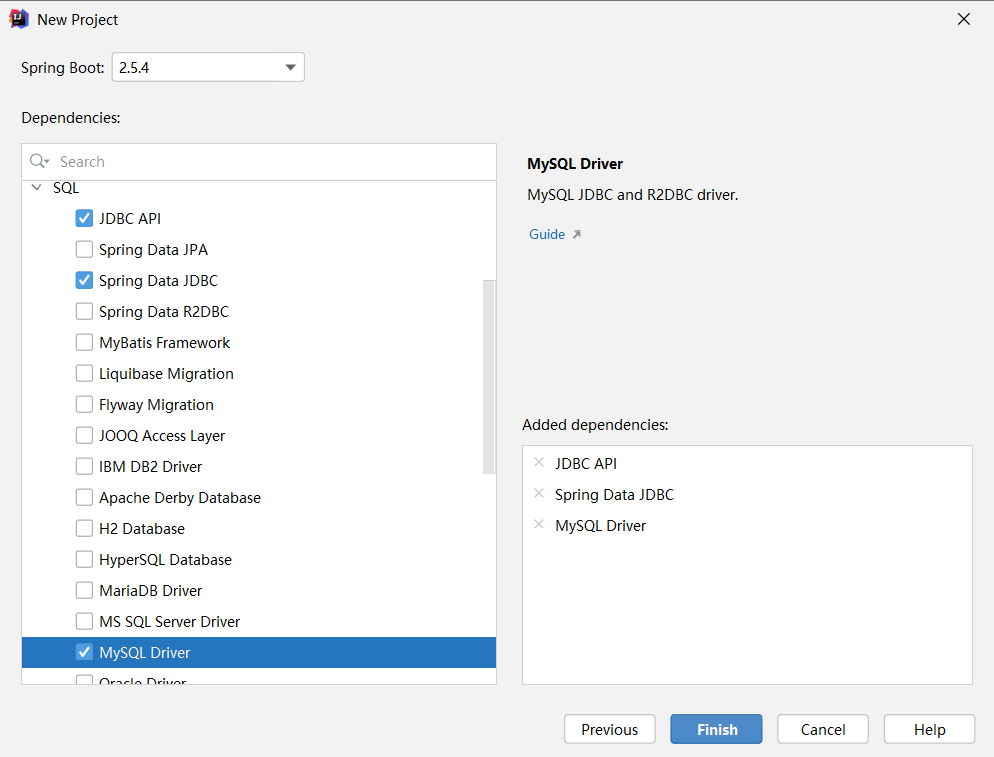 New Project
Spring Boot: 2.5.4
Dependencies:
Search
SQL
JDBC API
Spring Data JPA
Spring Data JDBC
Spring Data R2DBC
MyBatis Framework
Liquibase Migration
Flyway Migration
JOOQ Access Layer
IBM DB2 Driver
Apache Derby Database
H2 Database
HyperSQL Database
MariaDB Driver
MS SQL Server Driver
MySQL Driver
Oracle Driver
MySQL Driver
MySQL JDBC and R2DBC driver.
Guide
Added dependencies:
JDBC API
Spring Data JDBC
MySQL Driver
Previous Finish Cancel Help